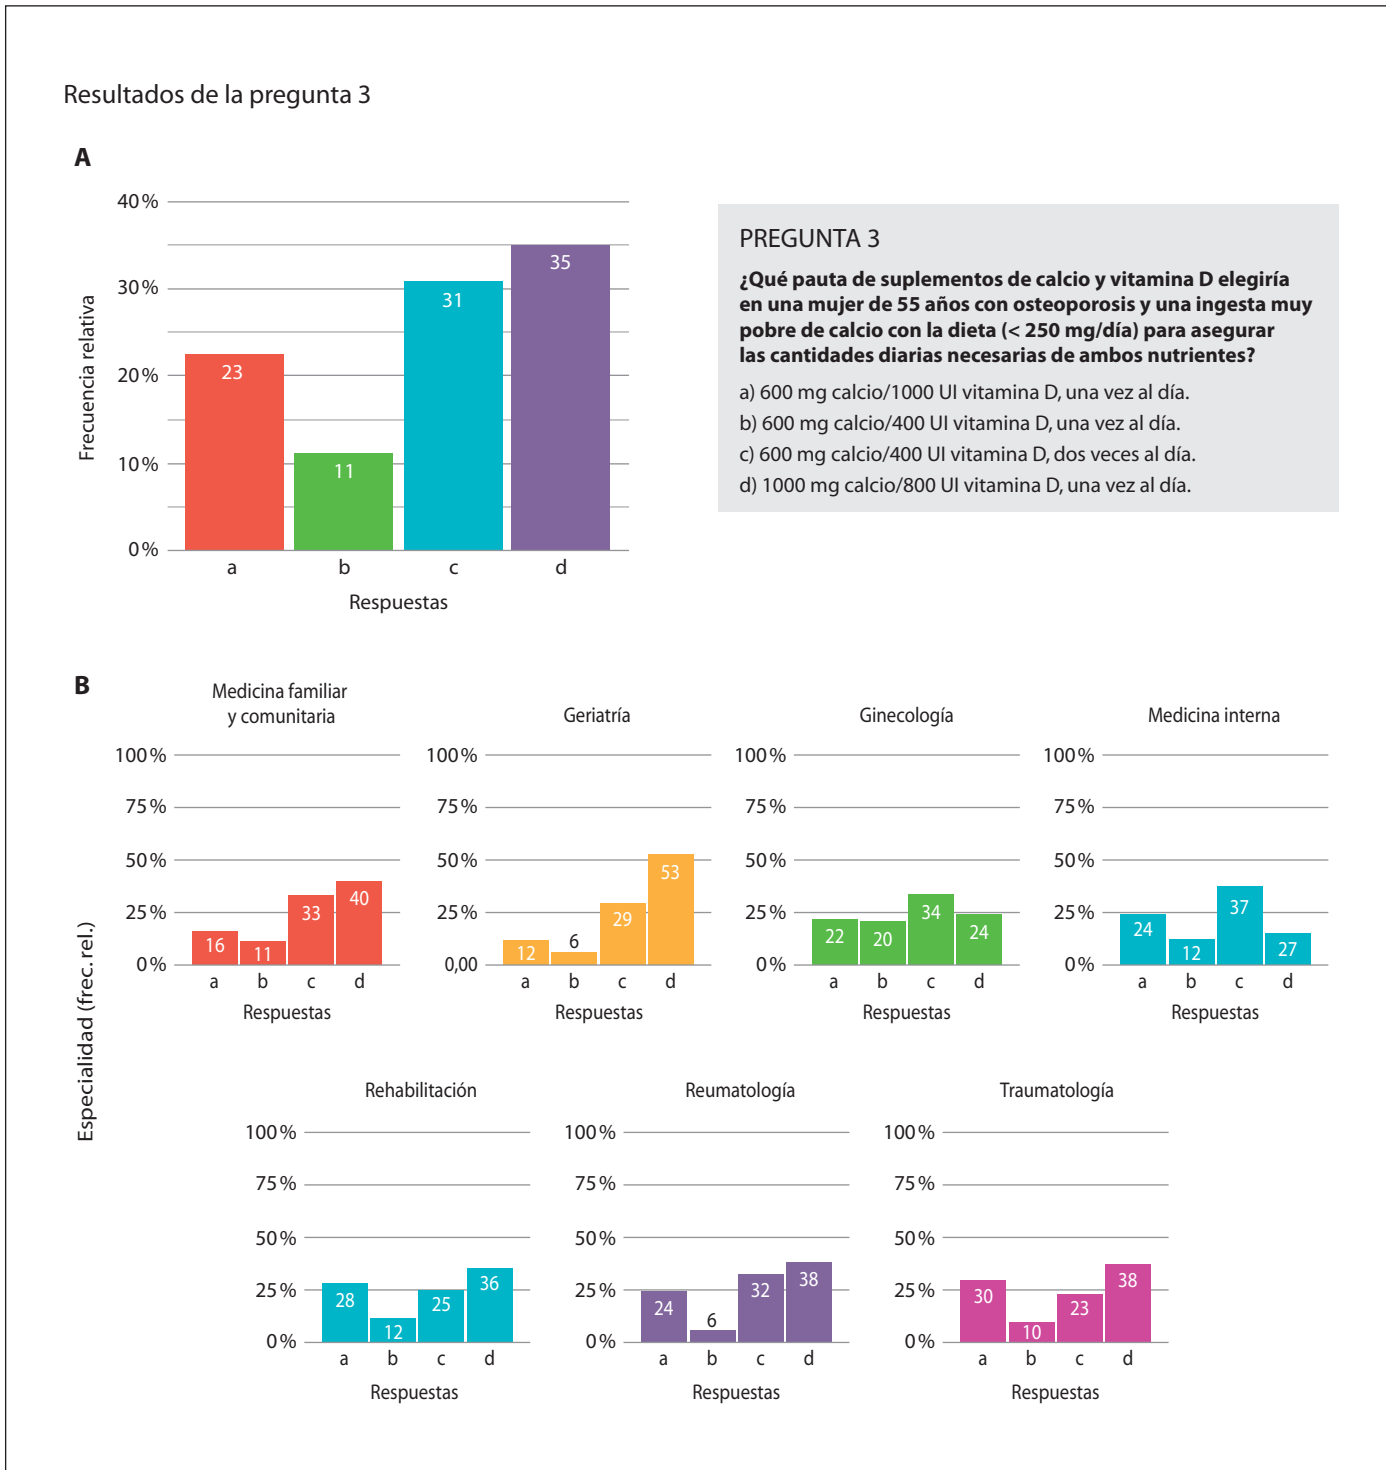 Resultados de la pregunta 3
A
40 %
30 %
20 %
10 %
0 %
Frecuencia relativa
23
11
31
35
a b c d
Respuestas
PREGUNTA 3
¿Qué pauta de suplementos de calcio y vitamina D elegiría
en una mujer de 55 años con osteoporosis y una ingesta muy
pobre de calcio con la dieta (< 250 mg/día) para asegurar
las cantidades diarias necesarias de ambos nutrientes?
a) 600 mg calcio/1000 UI vitamina D, una vez al día.
b) 600 mg calcio/400 UI vitamina D, una vez al día.
c) 600 mg calcio/400 UI vitamina D, dos veces al día.
d) 1000 mg calcio/800 UI vitamina D, una vez al día.
B
Especialidad (frec. rel.)
Medicina familiar
y comunitaria
100 %
75 %
50 %
25 %
0 %
16 11 33 40
a b c d
Respuestas
Geriatría
100 %
75 %
50 %
25 %
0,00
12 6 29 53
a b c d
Respuestas
Ginecología
100 %
75 %
50 %
25 %
0 %
22 20 34 24
a b c d
Respuestas
Medicina interna
100 %
75 %
50 %
25 %
0 %
24 12 37 27
a b c d
Respuestas
Rehabilitación
100 %
75 %
50 %
25 %
0 %
28 12 25 36
a b c d
Respuestas
Reumatología
100 %
75 %
50 %
25 %
0 %
24 6 32 38
a b c d
Respuestas
Traumatología
100 %
75 %
50 %
25 %
0 %
30 10 23 38
a b c d
Respuestas